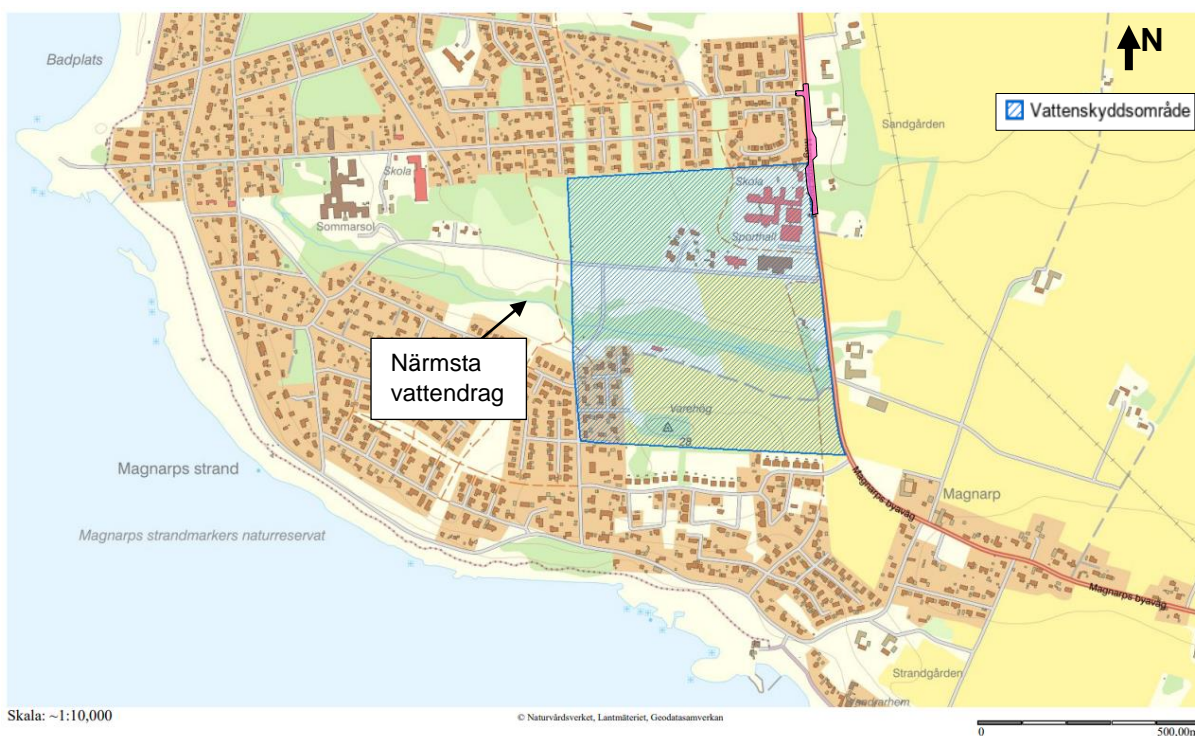 N
Badplats
Vattenskyddsområde
Sandgården
Skola
Skola
Sommarsol
Sporthall
Närmsta
vattendrag
Varehög
28
Magnarps strand
Magnarp
Magnarps byaväg
Magnarps strandmarkers naturreservat
Magnarps byaväg
Strandgården
Vandrarhem
Skala: ~1:10,000
© Naturvårdsverket, Lantmäteriet, Geodatasamverkan
0 500,00m